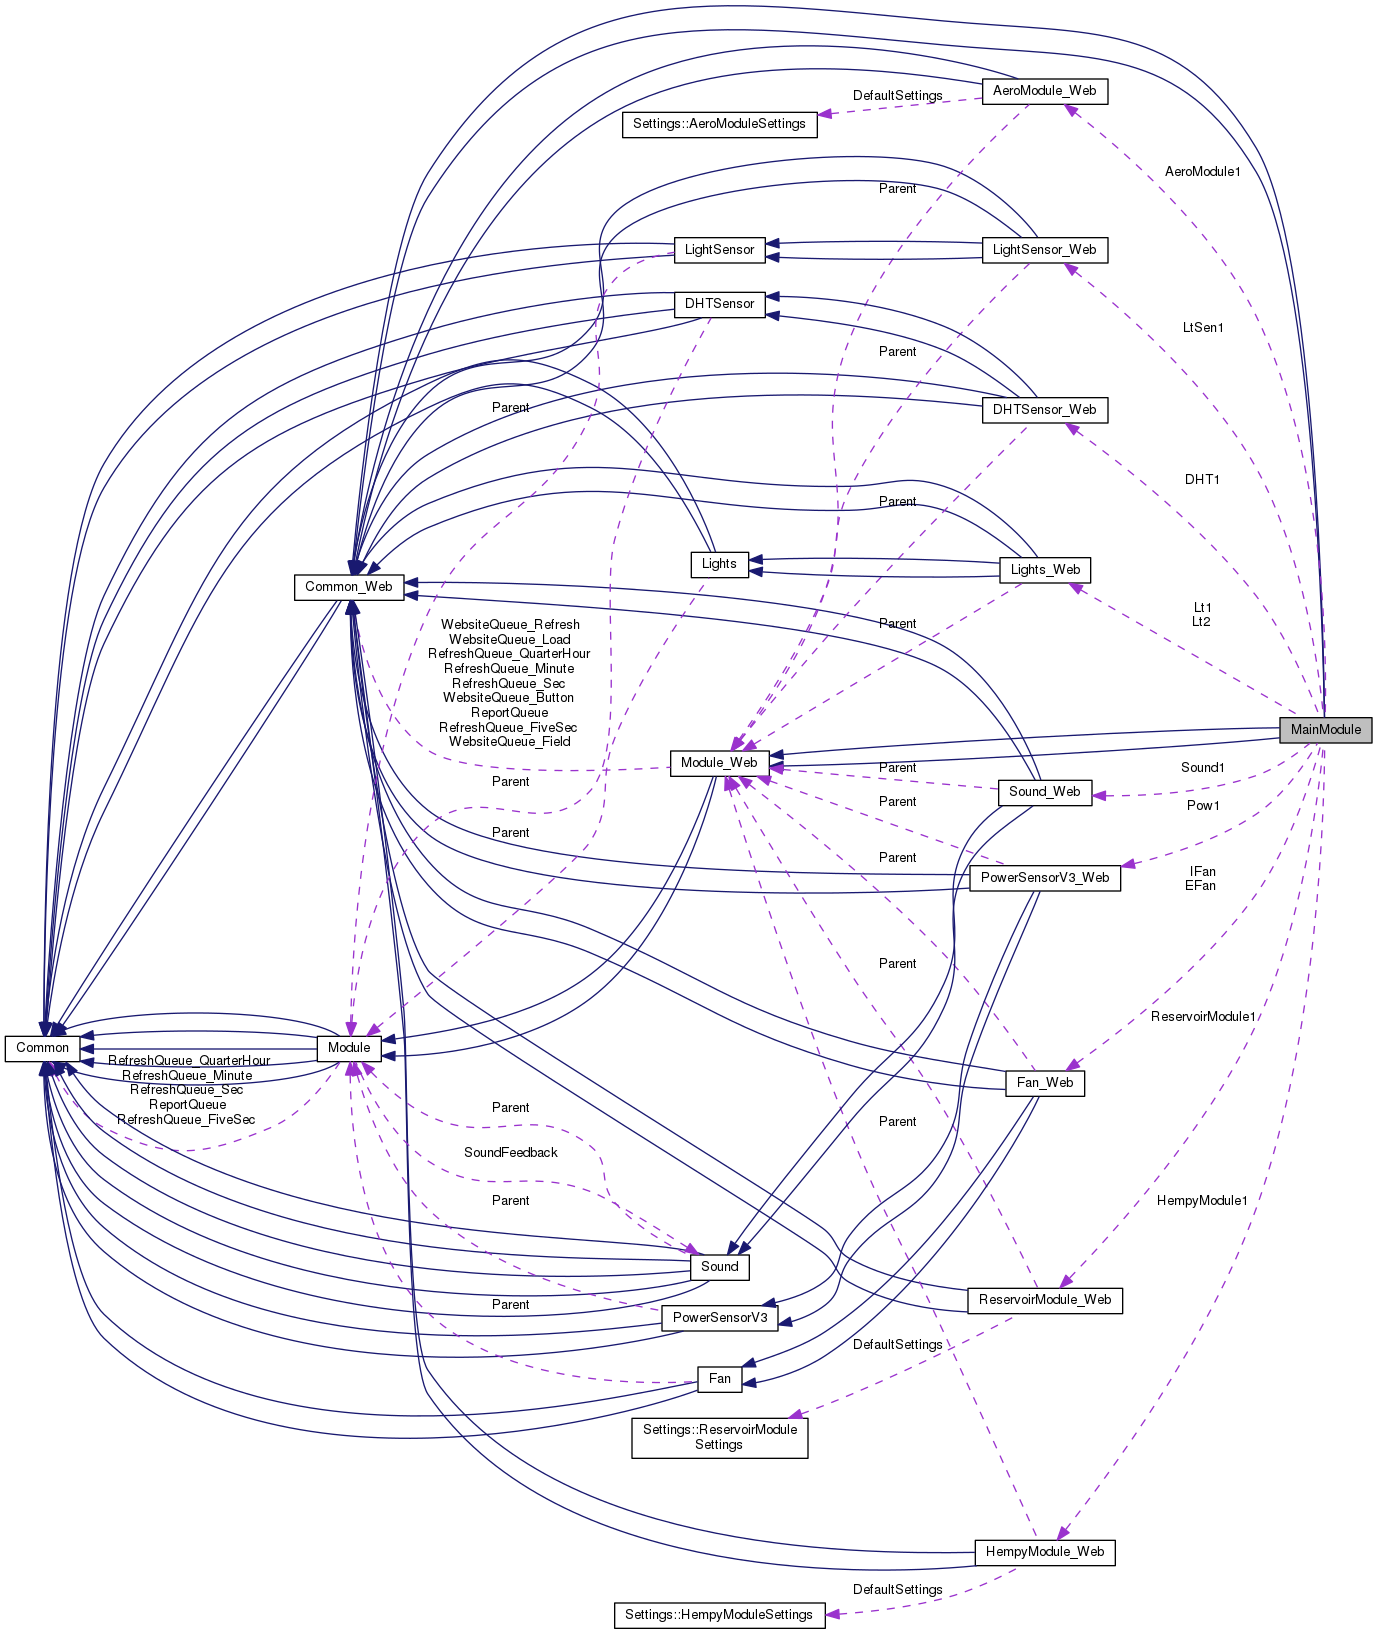 AeroModule_Web
DefaultSettings
Settings::AeroModuleSettings
AeroModule1
Parent
LightSensor
LightSensor_Web
DHTSensor
LtSen1
Parent
Parent
DHTSensor_Web
DHT1
Parent
Lights
Lights_Web
Common_Web
Lt1
Lt2
Parent
WebsiteQueue_Refresh
WebsiteQueue_Load
RefreshQueue_QuarterHour
RefreshQueue_Minute
RefreshQueue_Sec
WebsiteQueue_Button
ReportQueue
RefreshQueue_FiveSec
WebsiteQueue_Field
MainModule
Module_Web
Parent
Sound1
Parent
Sound_Web
Parent
Pow1
Parent
Parent
PowerSensorV3_Web
IFan
EFan
Parent
ReservoirModule1
Common
Module
RefreshQueue_QuarterHour
RefreshQueue_Minute
RefreshQueue_Sec
ReportQueue
RefreshQueue_FiveSec
Fan_Web
Parent
Parent
SoundFeedback
Parent
HempyModule1
Sound
Parent
ReservoirModule_Web
PowerSensorV3
DefaultSettings
Fan
Settings::ReservoirModule
Settings
HempyModule_Web
DefaultSettings
Settings::HempyModuleSettings